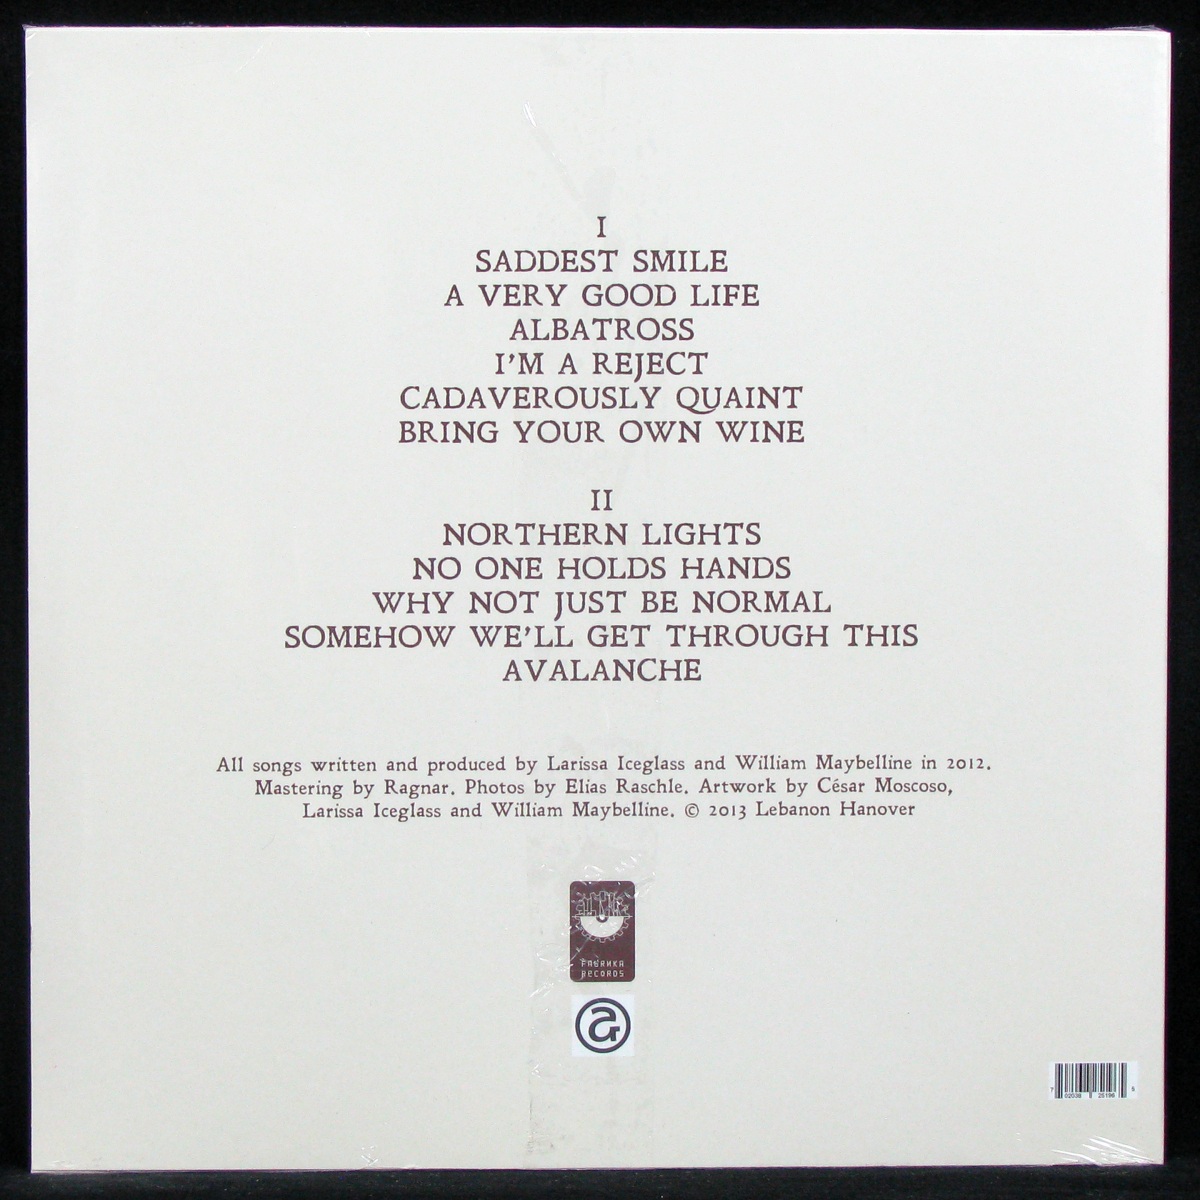 I
SADDEST SMILE
A VERY GOOD LIFE
ALBATROSS
I'M A REJECT
CADAVEROUSLY QUAINT
BRING YOUR OWN WINE
II
NORTHERN LIGHTS
NO ONE HOLDS HANDS
WHY NOT JUST BE NORMAL
SOMEHOW WE'LL GET THROUGH THIS
AVALANCHE
All songs written and produced by Larissa Iceglass and William Maybelline in 2012.
Mastering by Ragnar. Photos by Elias Raschle. Artwork by César Moscoso,
Larissa Iceglass and William Maybelline. © 2013 Lebanon Hanover
FABRIKA
RECORDS
7 02038 25196